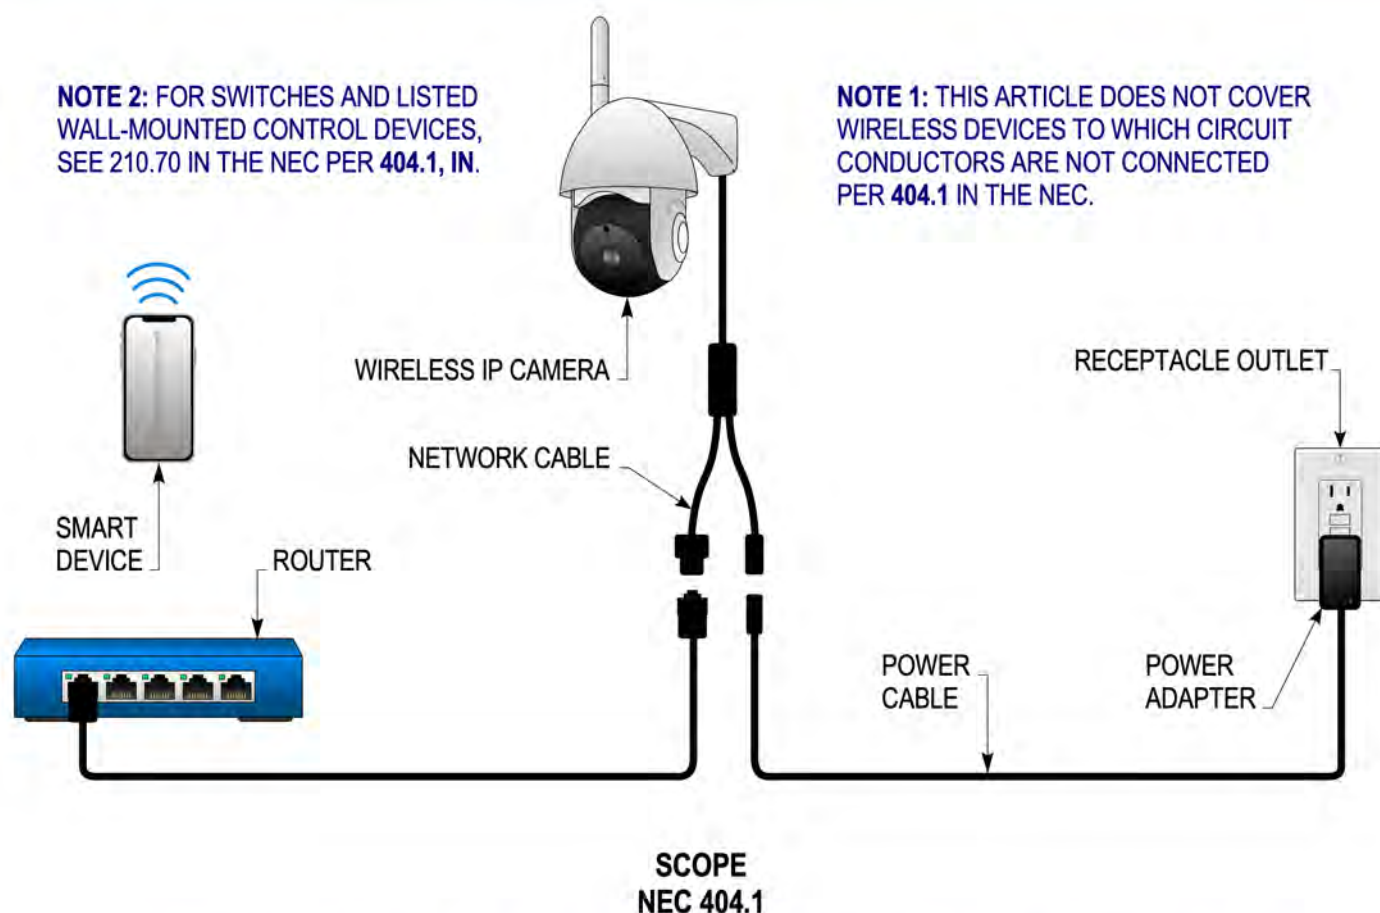 NOTE 2: FOR SWITCHES AND LISTED
WALL-MOUNTED CONTROL DEVICES,
SEE 210.70 IN THE NEC PER 404.1, IN.
NOTE 1: THIS ARTICLE DOES NOT COVER
WIRELESS DEVICES TO WHICH CIRCUIT
CONDUCTORS ARE NOT CONNECTED
PER 404.1 IN THE NEC.
WIRELESS IP CAMERA
RECEPTACLE OUTLET
NETWORK CABLE
SMART
DEVICE
ROUTER
POWER
CABLE
POWER
ADAPTER
SCOPE
NEC 404.1